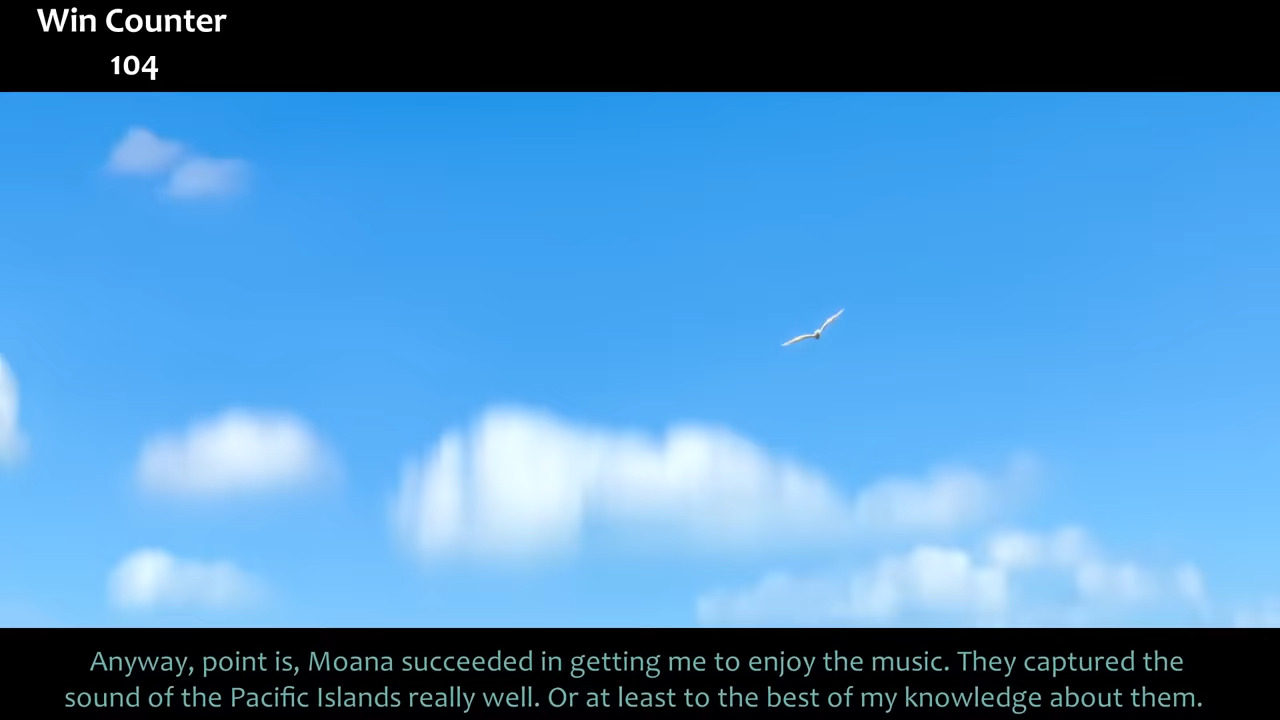 Win Counter
104
Anyway, point is, Moana succeeded in getting me to enjoy the music. They captured the
sound of the Pacific Islands really well. Or at least to the best of my knowledge about them.